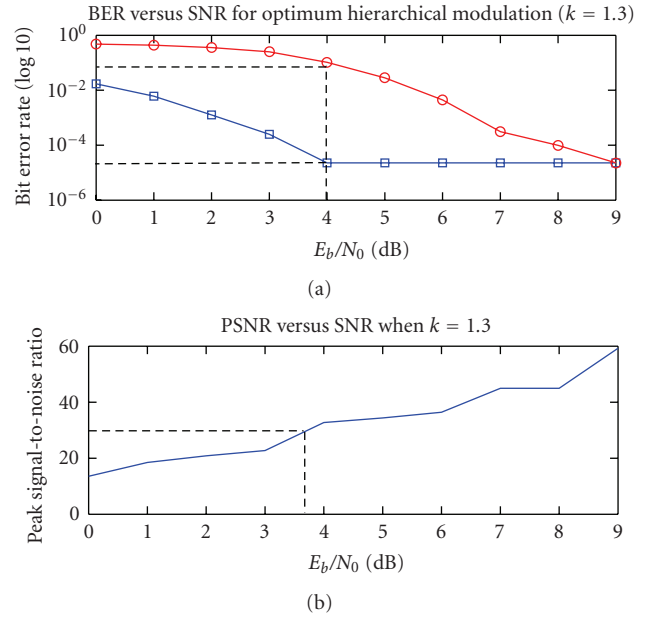 BER versus SNR for optimum hierarchical modulation (k = 1.3)
Bit error rate (log 10)
10^0
10^−2
10^−4
10^−6
0 1 2 3 4 5 6 7 8 9
E_b/N_0 (dB)
(a)
PSNR versus SNR when k = 1.3
Peak signal-to-noise ratio
60
40
20
0
0 1 2 3 4 5 6 7 8 9
E_b/N_0 (dB)
(b)